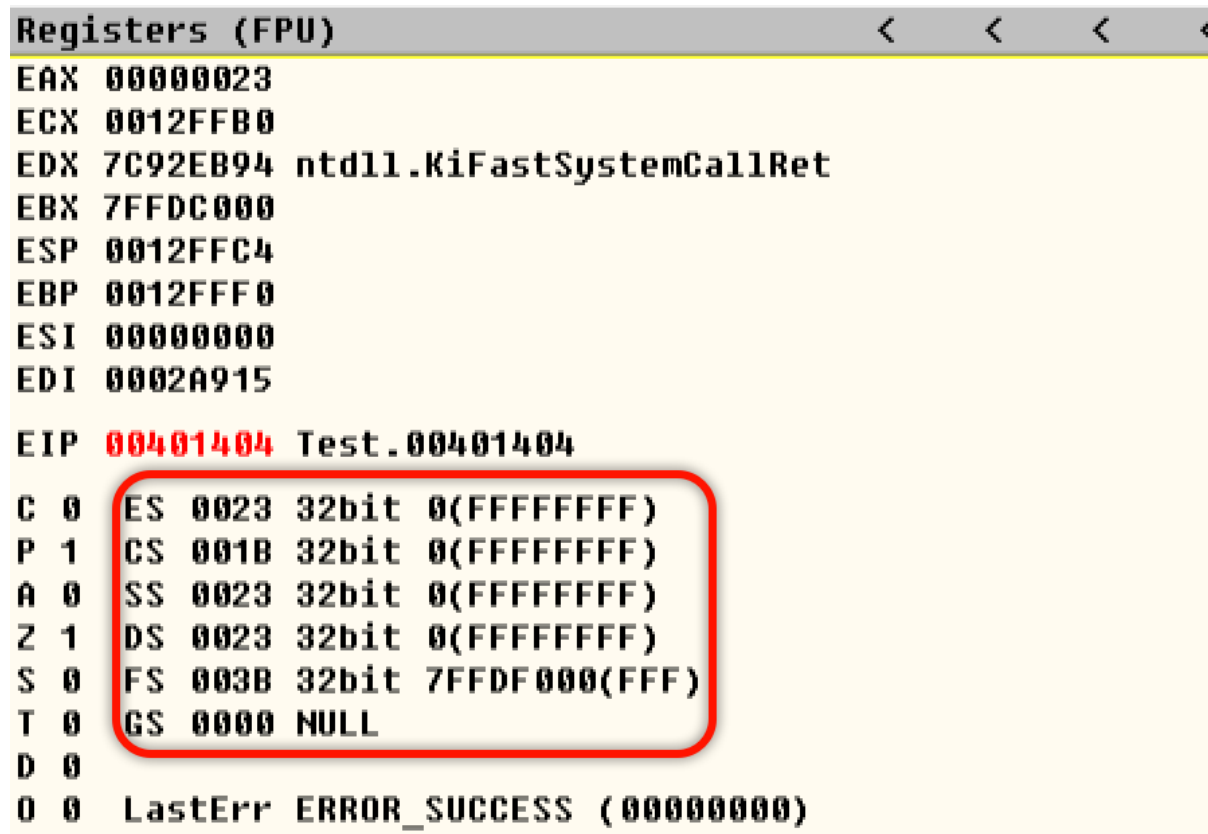 Registers (FPU) < < < <
EAX 00000023
ECX 0012FFB0
EDX 7C92EB94 ntdll.KiFastSystemCallRet
EBX 7FFDC000
ESP 0012FFC4
EBP 0012FFF0
ESI 00000000
EDI 0002A915
EIP 00401404 Test.00401404
C 0 ES 0023 32bit 0(FFFFFFFF)
P 1 CS 001B 32bit 0(FFFFFFFF)
A 0 SS 0023 32bit 0(FFFFFFFF)
Z 1 DS 0023 32bit 0(FFFFFFFF)
S 0 FS 003B 32bit 7FFDF000(FFF)
T 0 GS 0000 NULL
D 0
O 0 LastErr ERROR_SUCCESS (00000000)